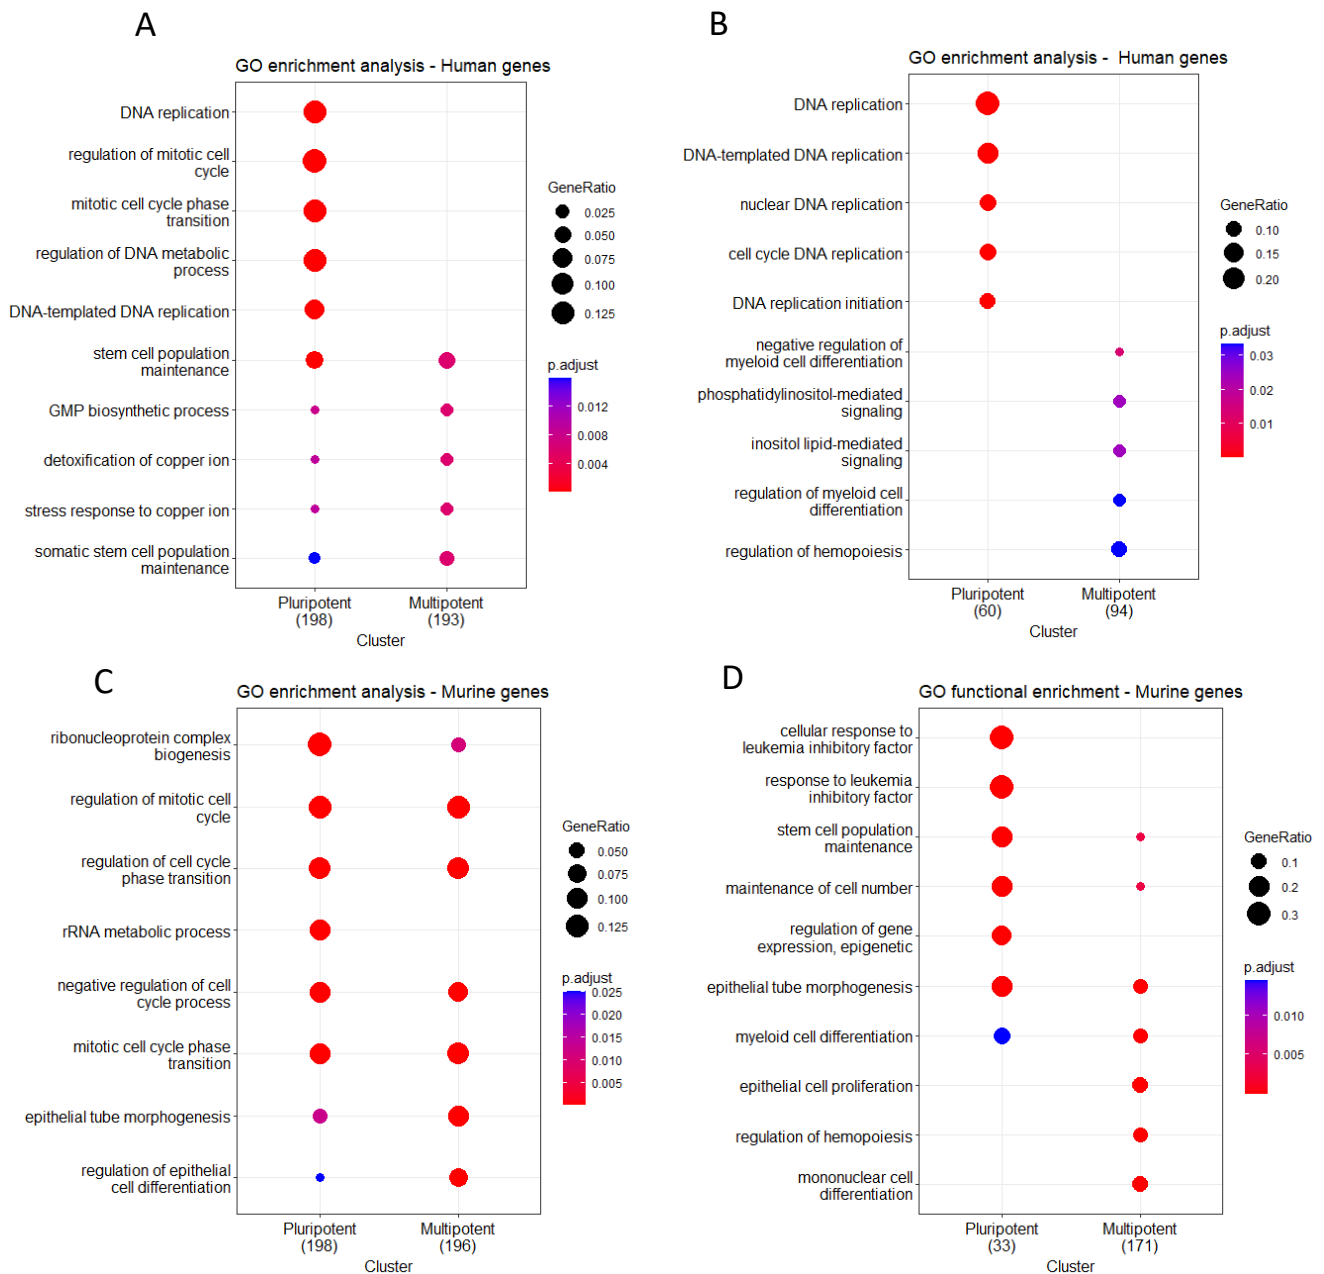 A
GO enrichment analysis - Human genes
DNA replication
regulation of mitotic cell
cycle
mitotic cell cycle phase
transition
regulation of DNA metabolic
process
DNA-templated DNA replication
stem cell population
maintenance
GMP biosynthetic process
detoxification of copper ion
stress response to copper ion
somatic stem cell population
maintenance
Pluripotent
(198)
Multipotent
(193)
Cluster
GeneRatio
0.025
0.050
0.075
0.100
0.125
p.adjust
0.012
0.008
0.004
B
GO enrichment analysis -  Human genes
DNA replication
DNA-templated DNA replication
nuclear DNA replication
cell cycle DNA replication
DNA replication initiation
negative regulation of
myeloid cell differentiation
phosphatidylinositol-mediated
signaling
inositol lipid-mediated
signaling
regulation of myeloid cell
differentiation
regulation of hemopoiesis
Pluripotent
(60)
Multipotent
(94)
Cluster
GeneRatio
0.10
0.15
0.20
p.adjust
0.03
0.02
0.01
C
GO enrichment analysis - Murine genes
ribonucleoprotein complex
biogenesis
regulation of mitotic cell
cycle
regulation of cell cycle
phase transition
rRNA metabolic process
negative regulation of cell
cycle process
mitotic cell cycle phase
transition
epithelial tube morphogenesis
regulation of epithelial
cell differentiation
Pluripotent
(198)
Multipotent
(196)
Cluster
GeneRatio
0.050
0.075
0.100
0.125
p.adjust
0.025
0.020
0.015
0.010
0.005
D
GO functional enrichment - Murine genes
cellular response to
leukemia inhibitory factor
response to leukemia
inhibitory factor
stem cell population
maintenance
maintenance of cell number
regulation of gene
expression, epigenetic
epithelial tube morphogenesis
myeloid cell differentiation
epithelial cell proliferation
regulation of hemopoiesis
mononuclear cell
differentiation
Pluripotent
(33)
Multipotent
(171)
Cluster
GeneRatio
0.1
0.2
0.3
p.adjust
0.010
0.005